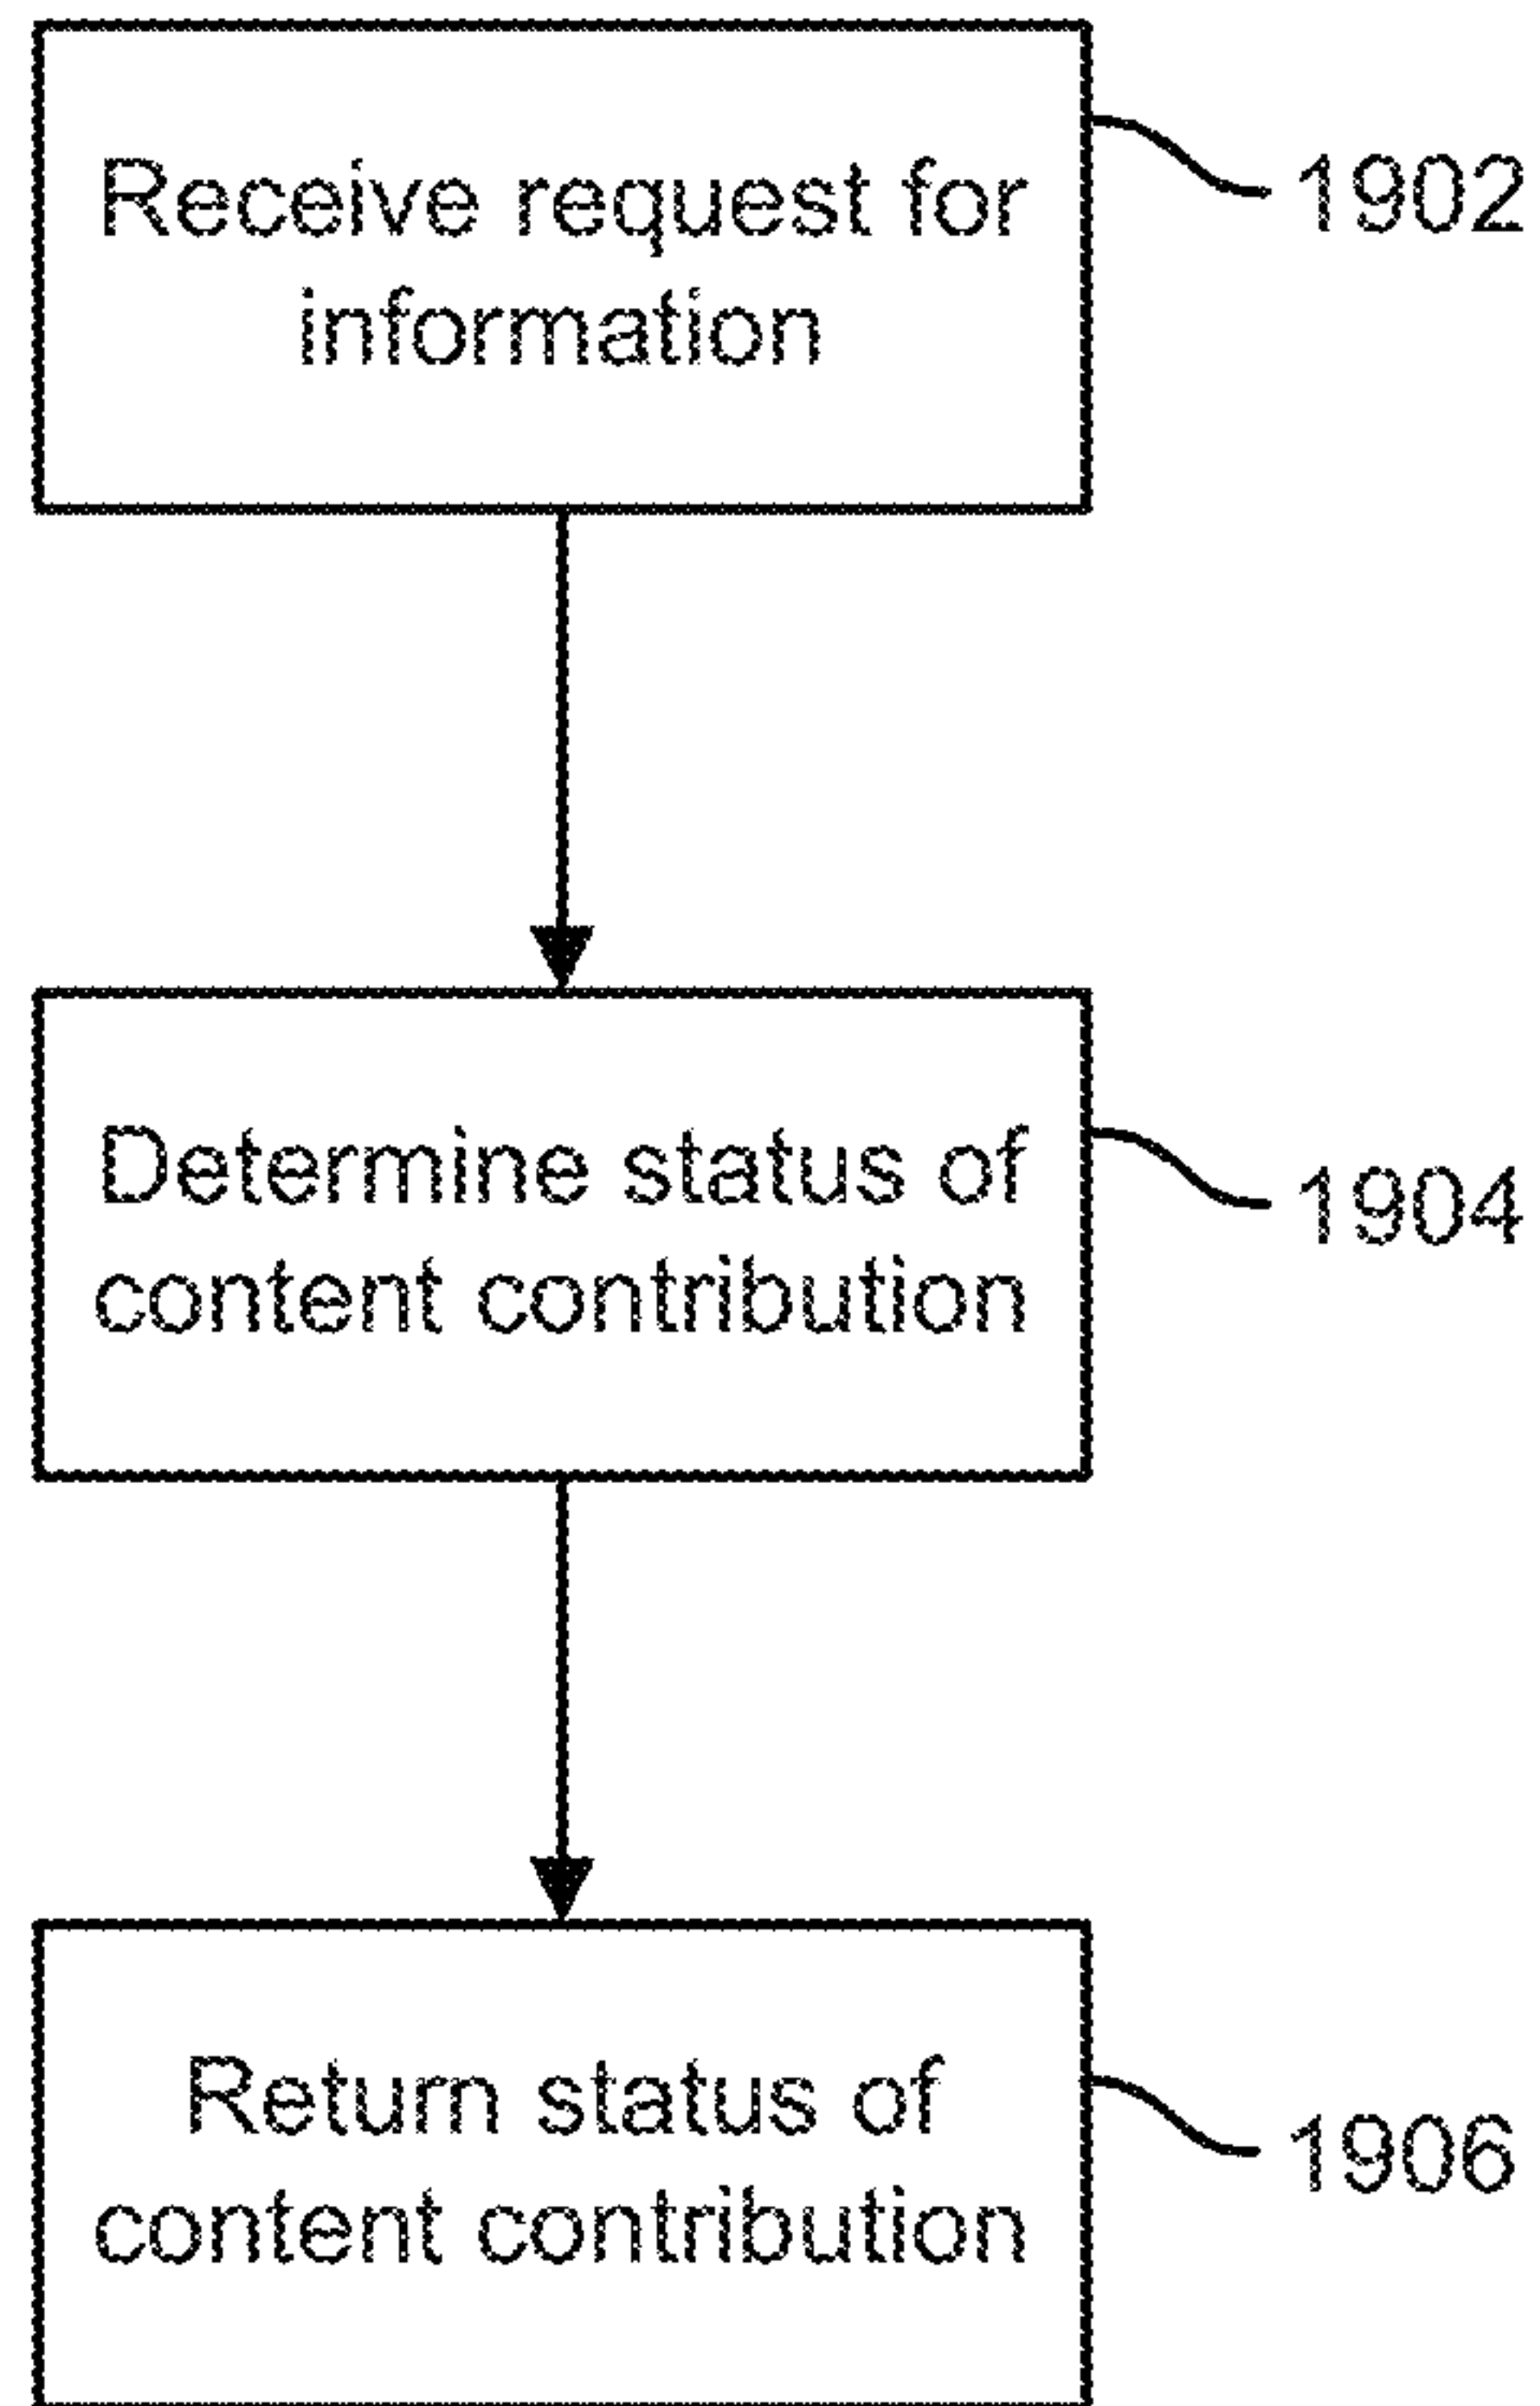 Receive request for
information
1902
Determine status of
content contribution
1904
Return status of
content contribution
1906